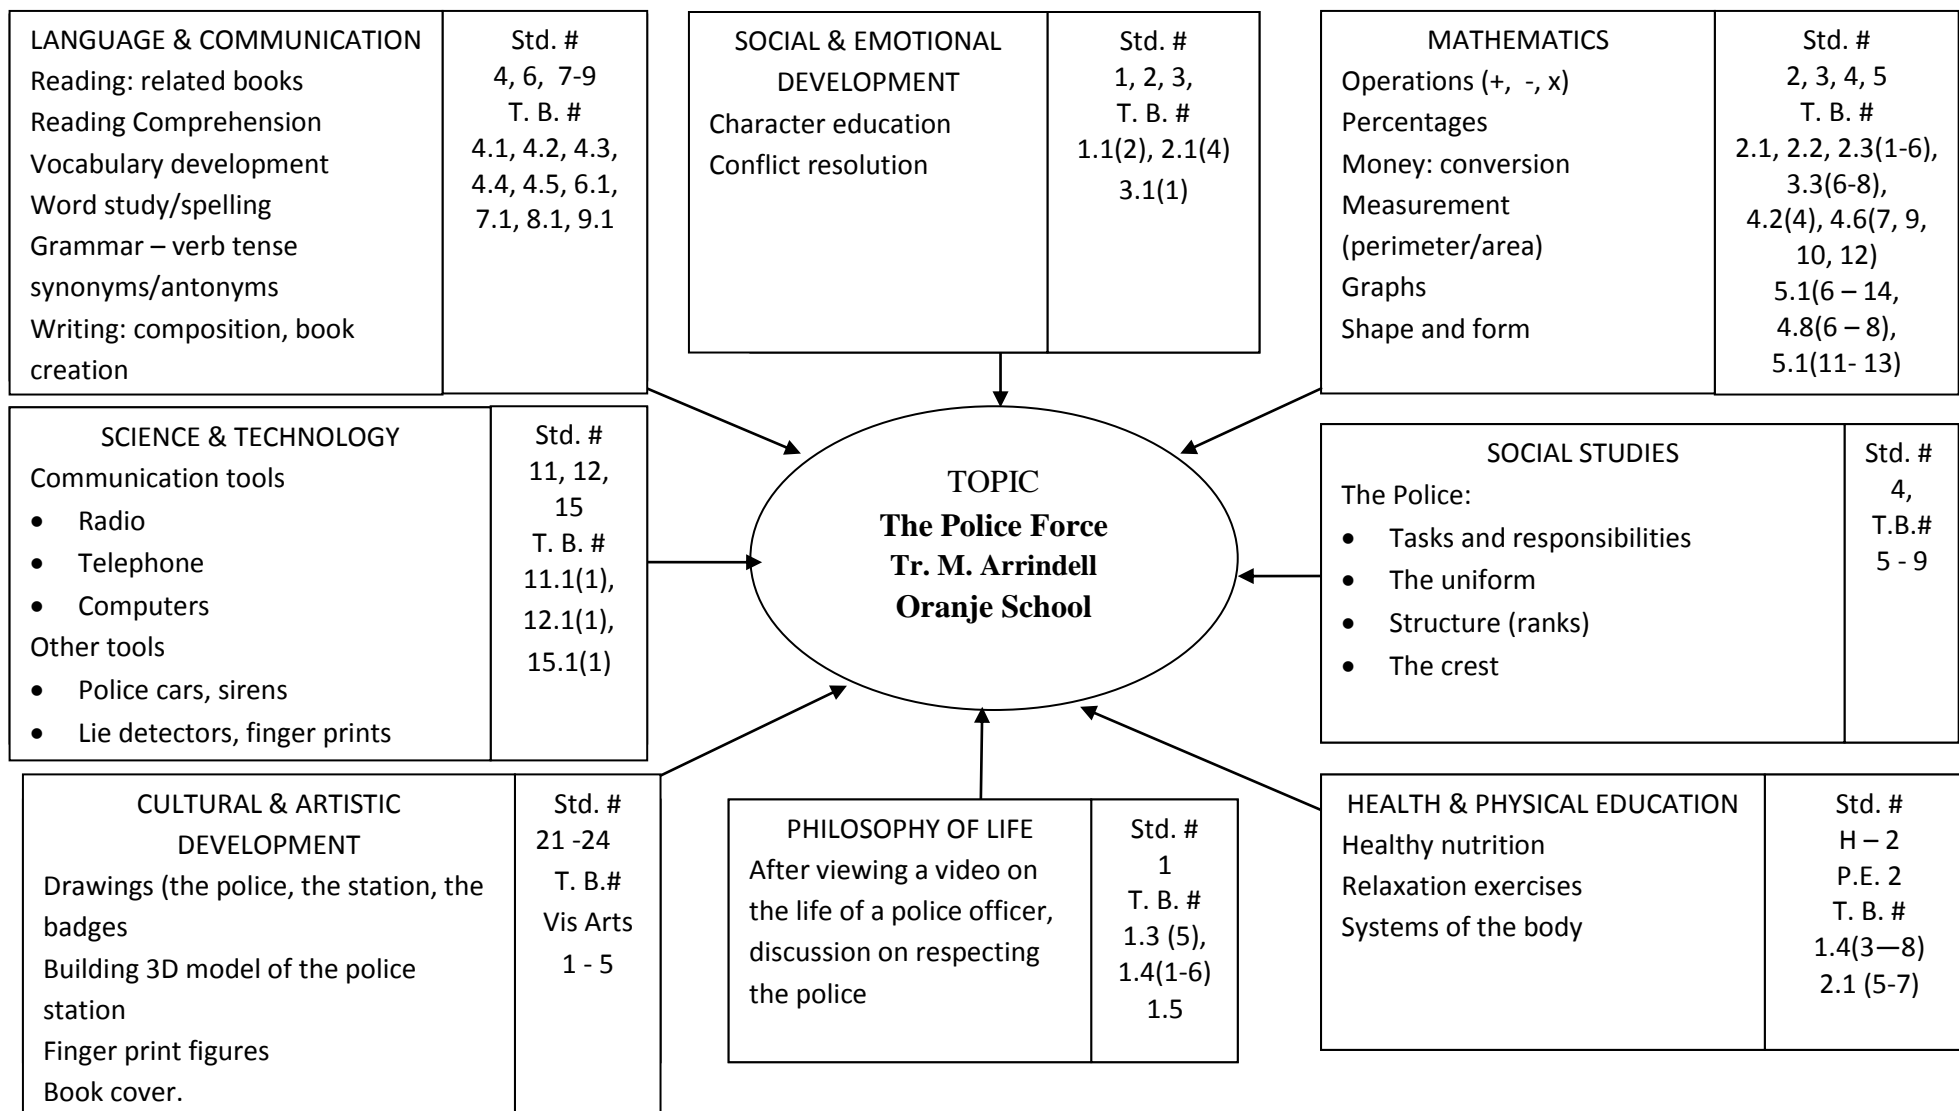 LANGUAGE & COMMUNICATION
Reading: related books
Reading Comprehension
Vocabulary development
Word study/spelling
Grammar – verb tense
synonyms/antonyms
Writing: composition, book
creation
Std. #
4, 6, 7-9
T. B. #
4.1, 4.2, 4.3,
4.4, 4.5, 6.1,
7.1, 8.1, 9.1
SOCIAL & EMOTIONAL
DEVELOPMENT
Character education
Conflict resolution
Std. #
1, 2, 3,
T. B. #
1.1(2), 2.1(4)
3.1(1)
MATHEMATICS
Operations (+, -, x)
Percentages
Money: conversion
Measurement
(perimeter/area)
Graphs
Shape and form
Std. #
2, 3, 4, 5
T. B. #
2.1, 2.2, 2.3(1-6),
3.3(6-8),
4.2(4), 4.6(7, 9,
10, 12)
5.1(6 – 14,
4.8(6 – 8),
5.1(11- 13)
SCIENCE & TECHNOLOGY
Communication tools
• Radio
• Telephone
• Computers
Other tools
• Police cars, sirens
• Lie detectors, finger prints
Std. #
11, 12,
15
T. B. #
11.1(1),
12.1(1),
15.1(1)
TOPIC
The Police Force
Tr. M. Arrindell
Oranje School
SOCIAL STUDIES
The Police:
• Tasks and responsibilities
• The uniform
• Structure (ranks)
• The crest
Std. #
4,
T.B.#
5 - 9
CULTURAL & ARTISTIC
DEVELOPMENT
Drawings (the police, the station, the
badges
Building 3D model of the police
station
Finger print figures
Book cover.
Std. #
21 -24
T. B.#
Vis Arts
1 - 5
PHILOSOPHY OF LIFE
After viewing a video on
the life of a police officer,
discussion on respecting
the police
Std. #
1
T. B. #
1.3 (5),
1.4(1-6)
1.5
HEALTH & PHYSICAL EDUCATION
Healthy nutrition
Relaxation exercises
Systems of the body
Std. #
H – 2
P.E. 2
T. B. #
1.4(3—8)
2.1 (5-7)